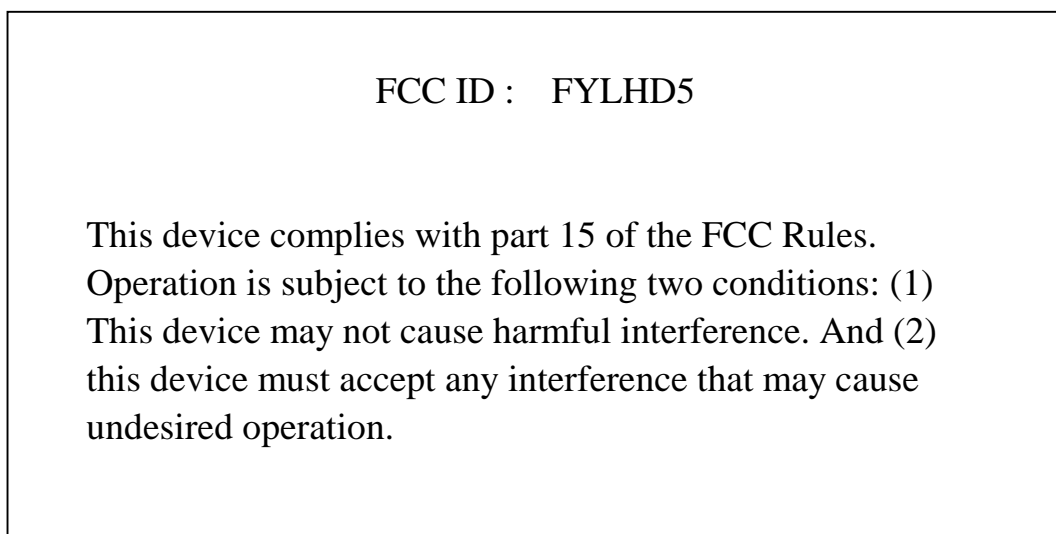 FCC ID :    FYLHD5
This device complies with part 15 of the FCC Rules.
Operation is subject to the following two conditions: (1)
This device may not cause harmful interference. And (2)
this device must accept any interference that may cause
undesired operation.